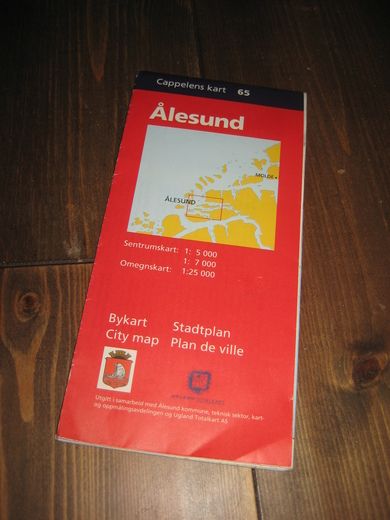 Cappelens kart 65
Ålesund
MOLDE
ÅLESUND
Sentrumskart: 1: 5 000
1: 7 000
Omegnskart: 1:25 000
Bykart Stadtplan
City map Plan de ville
Utgitt i samarbeid med Ålesund kommune, teknisk sektor, kart-
og oppmålingsavdelingen og Ugland Totalkart AS